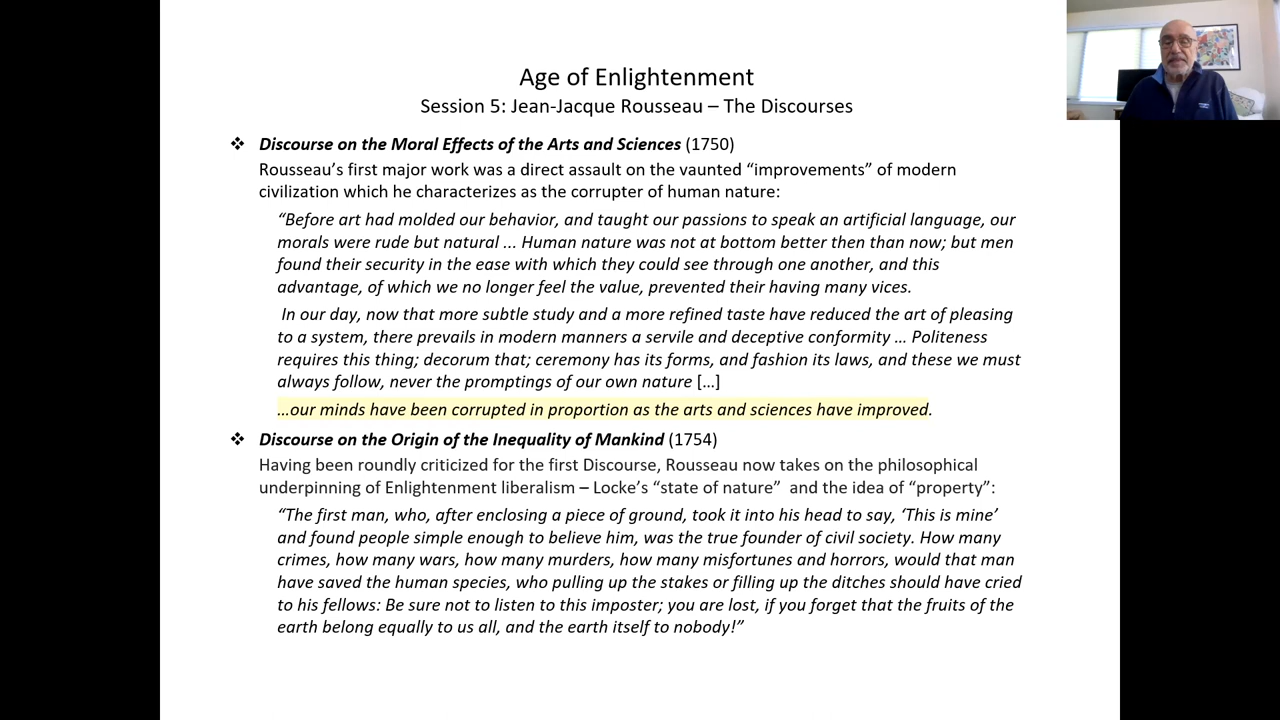 Age of Enlightenment
Session 5: Jean-Jacque Rousseau – The Discourses
❖ Discourse on the Moral Effects of the Arts and Sciences (1750)
Rousseau's first major work was a direct assault on the vaunted "improvements" of modern
civilization which he characterizes as the corrupter of human nature:
"Before art had molded our behavior, and taught our passions to speak an artificial language, our
morals were rude but natural ... Human nature was not at bottom better then than now; but men
found their security in the ease with which they could see through one another, and this
advantage, of which we no longer feel the value, prevented their having many vices.
In our day, now that more subtle study and a more refined taste have reduced the art of pleasing
to a system, there prevails in modern manners a servile and deceptive conformity ... Politeness
requires this thing; decorum that; ceremony has its forms, and fashion its laws, and these we must
always follow, never the promptings of our own nature [...]
...our minds have been corrupted in proportion as the arts and sciences have improved.
❖ Discourse on the Origin of the Inequality of Mankind (1754)
Having been roundly criticized for the first Discourse, Rousseau now takes on the philosophical
underpinning of Enlightenment liberalism – Locke's "state of nature" and the idea of "property":
"The first man, who, after enclosing a piece of ground, took it into his head to say, 'This is mine'
and found people simple enough to believe him, was the true founder of civil society. How many
crimes, how many wars, how many murders, how many misfortunes and horrors, would that man
have saved the human species, who pulling up the stakes or filling up the ditches should have cried
to his fellows: Be sure not to listen to this imposter; you are lost, if you forget that the fruits of the
earth belong equally to us all, and the earth itself to nobody!"